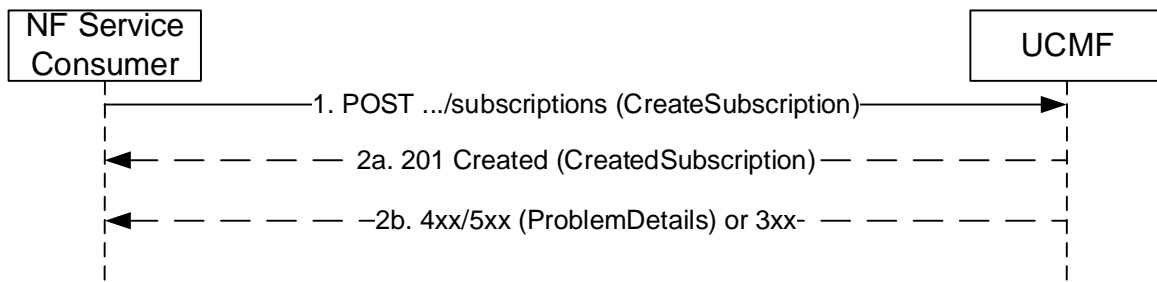 NF Service
Consumer
UCMF
1. POST .../subscriptions (CreateSubscription)
2a. 201 Created (CreatedSubscription)
2b. 4xx/5xx (ProblemDetails) or 3xx